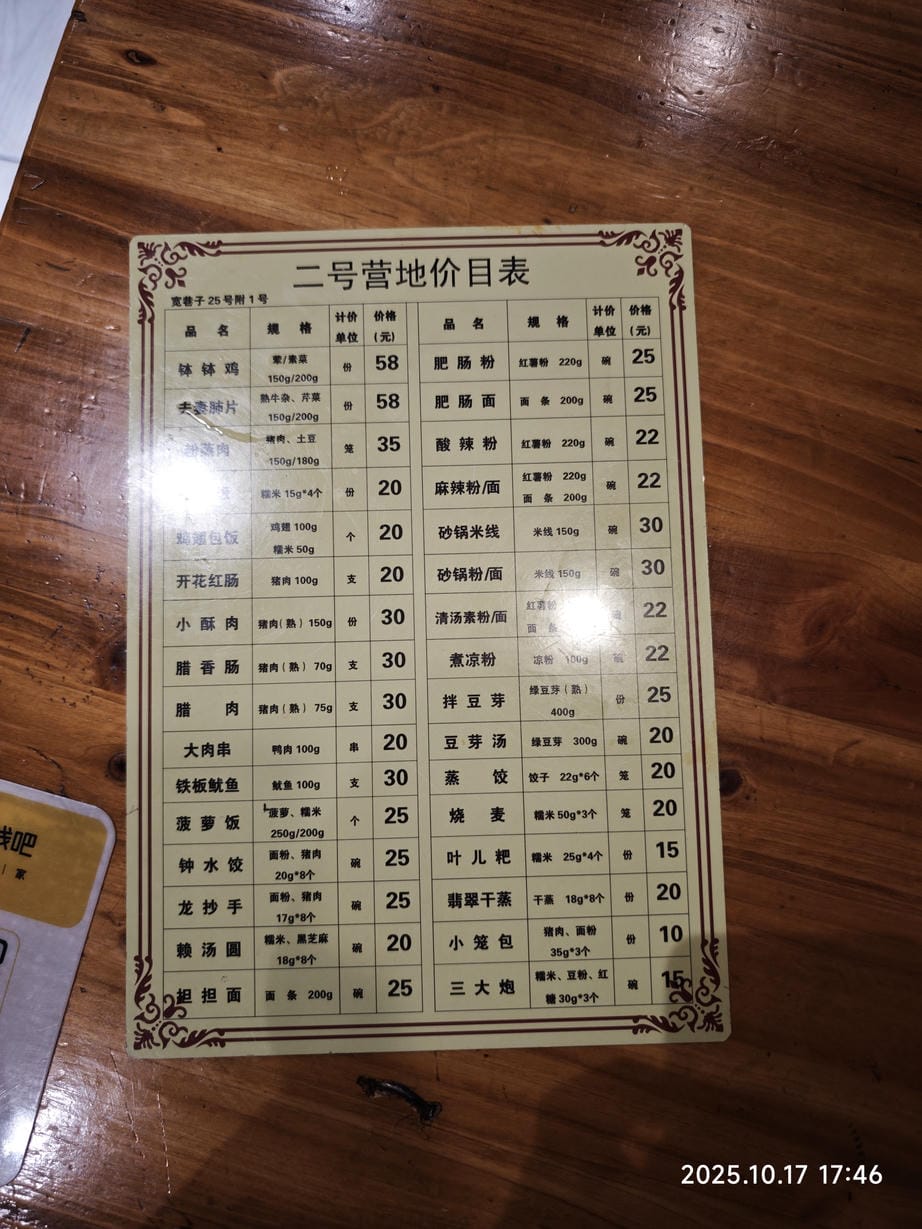 二号营地价目表
宽巷子 25 号附 1 号
品 名 规 格 计价单位 价格(元)
钵 钵 鸡 荤/素菜 150g/200g 份 58
夫妻肺片 熟牛杂、芹菜 150g/200g 份 58
粉蒸肉 猪肉、土豆 150g/180g 笼 35
糯米 15g*4个 份 20
鸡翅包饭 鸡翅 100g 糯米 50g 个 20
开花红肠 猪肉 100g 支 20
小 酥 肉 猪肉(熟) 150g 份 30
腊 香 肠 猪肉(熟) 70g 支 30
腊 肉 猪肉(熟) 75g 支 30
大肉串 鸭肉 100g 串 20
铁板鱿鱼 鱿鱼 100g 支 30
菠 萝 饭 菠萝、糯米 250g/200g 个 25
钟 水 饺 面粉、猪肉 20g*8个 碗 25
龙 抄 手 面粉、猪肉 17g*8个 碗 25
赖 汤 圆 糯米、黑芝麻 18g*8个 碗 20
担 担 面 面 条 200g 碗 25
品 名 规 格 计价单位 价格(元)
肥 肠 粉 红薯粉 220g 碗 25
肥 肠 面 面 条 200g 碗 25
酸 辣 粉 红薯粉 220g 碗 22
麻辣粉/面 红薯粉 220g 面 条 200g 碗 22
砂锅米线 米线 150g 碗 30
砂锅粉/面 米线 150g 碗 30
清汤素粉/面 红薯粉 面 条 22
煮凉粉 凉粉 100g 碗 22
拌 豆 芽 绿豆芽(熟) 400g 份 25
豆 芽 汤 绿豆芽 300g 碗 20
蒸 饺 饺子 22g*6个 笼 20
烧 麦 糯米 50g*3个 笼 20
叶 儿 粑 糯米 25g*4个 份 15
翡翠干蒸 干蒸 18g*8个 份 20
小 笼 包 猪肉、面粉 35g*3个 份 10
三 大 炮 糯米、豆粉、红糖 30g*3个 碗 15
钱吧
家
2025.10.17 17:46